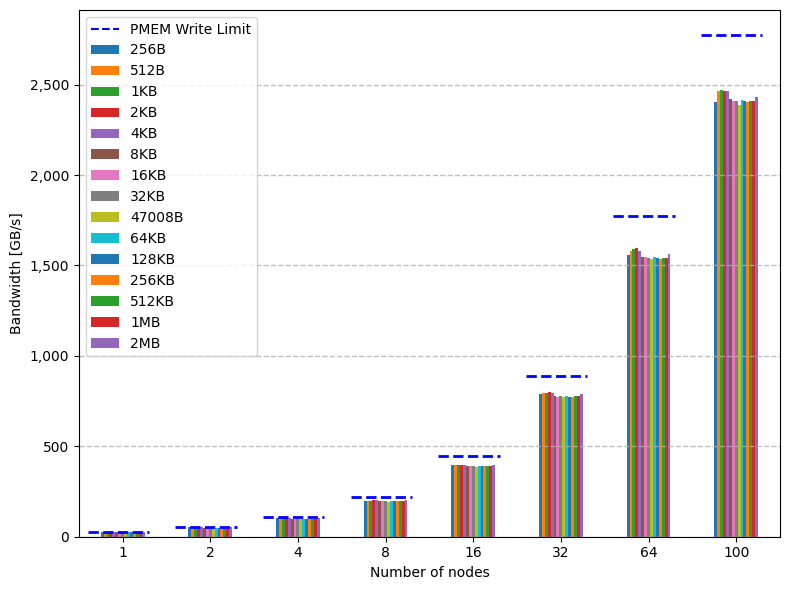 PMEM Write Limit
256B
512B
1KB
2KB
4KB
8KB
16KB
32KB
47008B
64KB
128KB
256KB
512KB
1MB
2MB
Bandwidth [GB/s]
2,500
2,000
1,500
1,000
500
0
1 2 4 8 16 32 64 100
Number of nodes